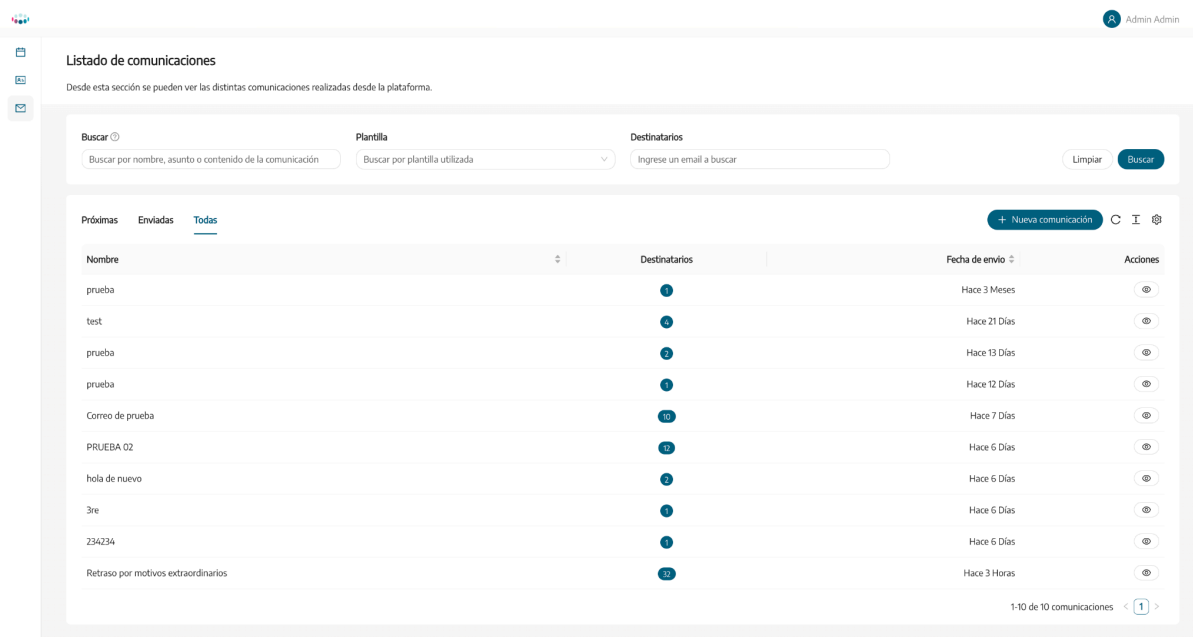 Admin Admin
Listado de comunicaciones
Desde esta sección se pueden ver las distintas comunicaciones realizadas desde la plataforma.
Buscar Plantilla Destinatarios
Buscar por nombre, asunto o contenido de la comunicación Buscar por plantilla utilizada Ingrese un email a buscar Limpiar Buscar
Próximas Enviadas Todas + Nueva comunicación
Nombre Destinatarios Fecha de envio Acciones
prueba 1 Hace 3 Meses
test 4 Hace 21 Días
prueba 2 Hace 13 Días
prueba 1 Hace 12 Días
Correo de prueba 10 Hace 7 Días
PRUEBA 02 12 Hace 6 Días
hola de nuevo 2 Hace 6 Días
3re 1 Hace 6 Días
234234 1 Hace 6 Días
Retraso por motivos extraordinarios 32 Hace 3 Horas
1-10 de 10 comunicaciones < 1 >